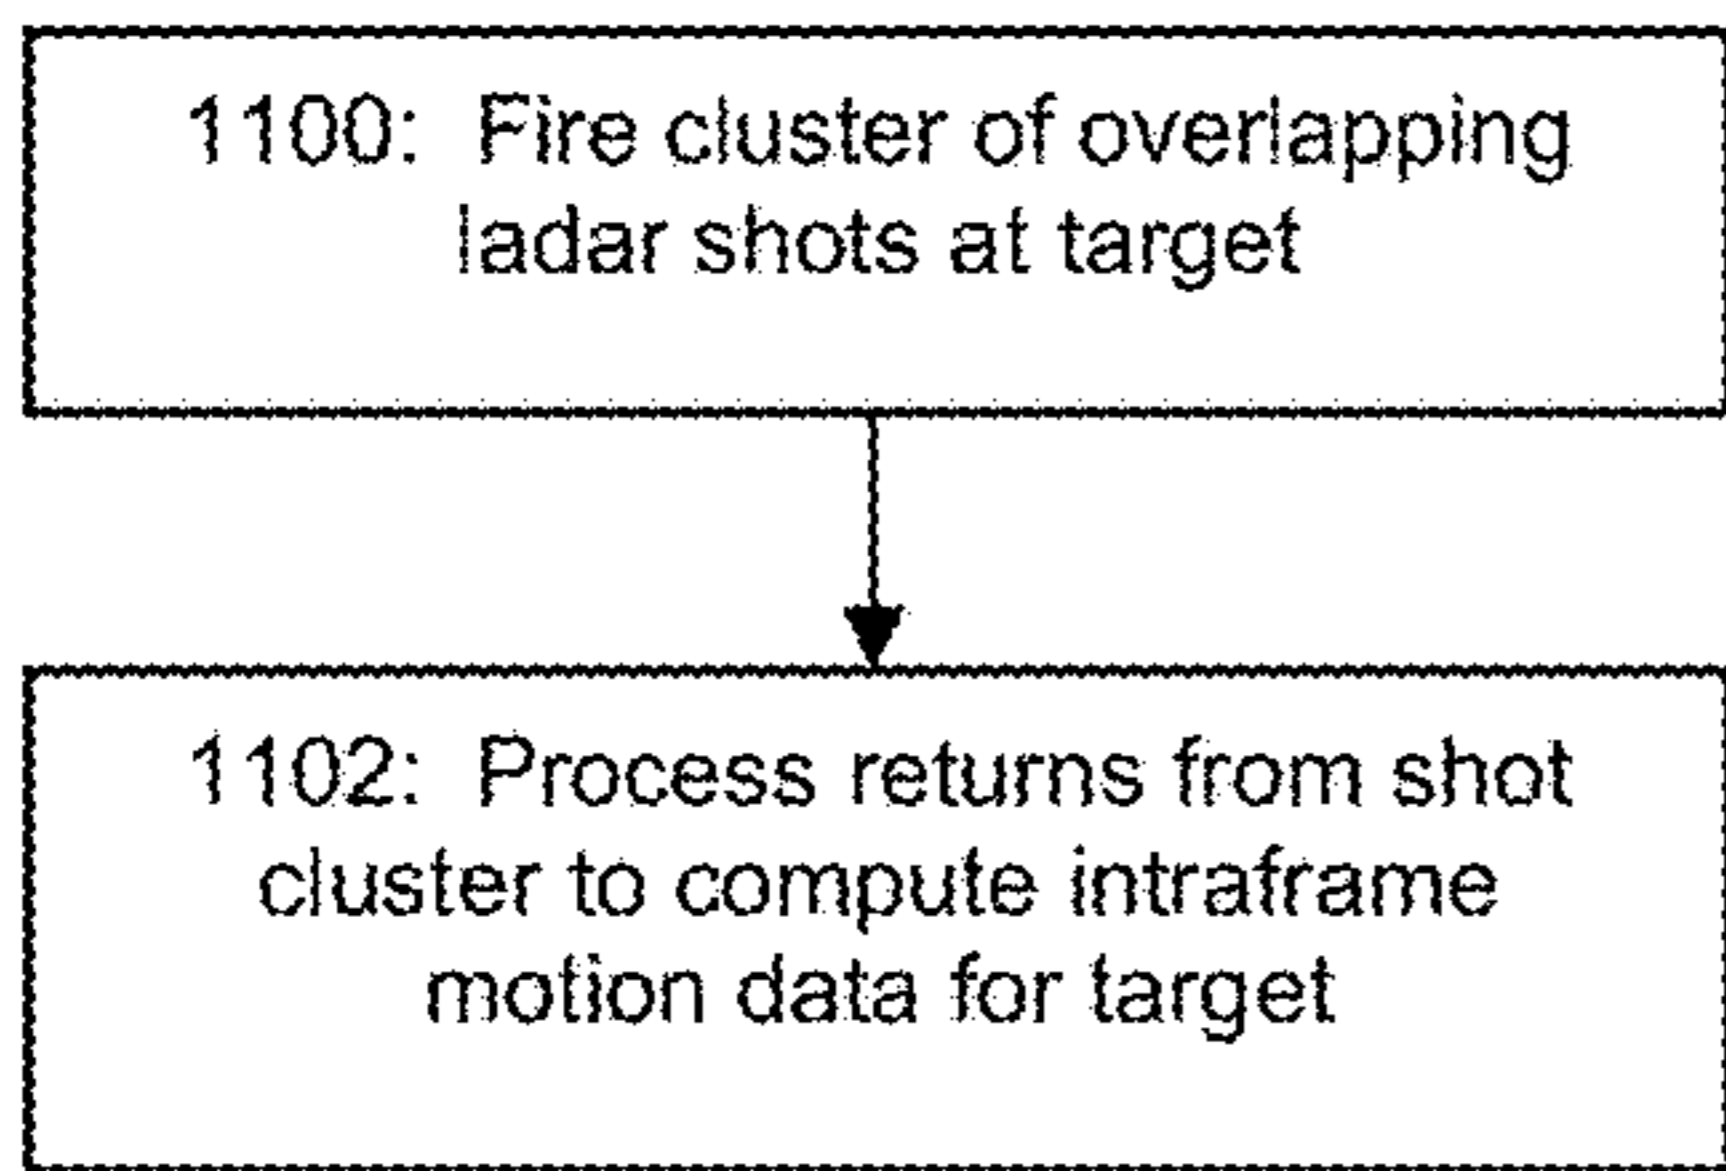 1100:  Fire cluster of overlapping
ladar shots at target
1102:  Process returns from shot
cluster to compute intraframe
motion data for target